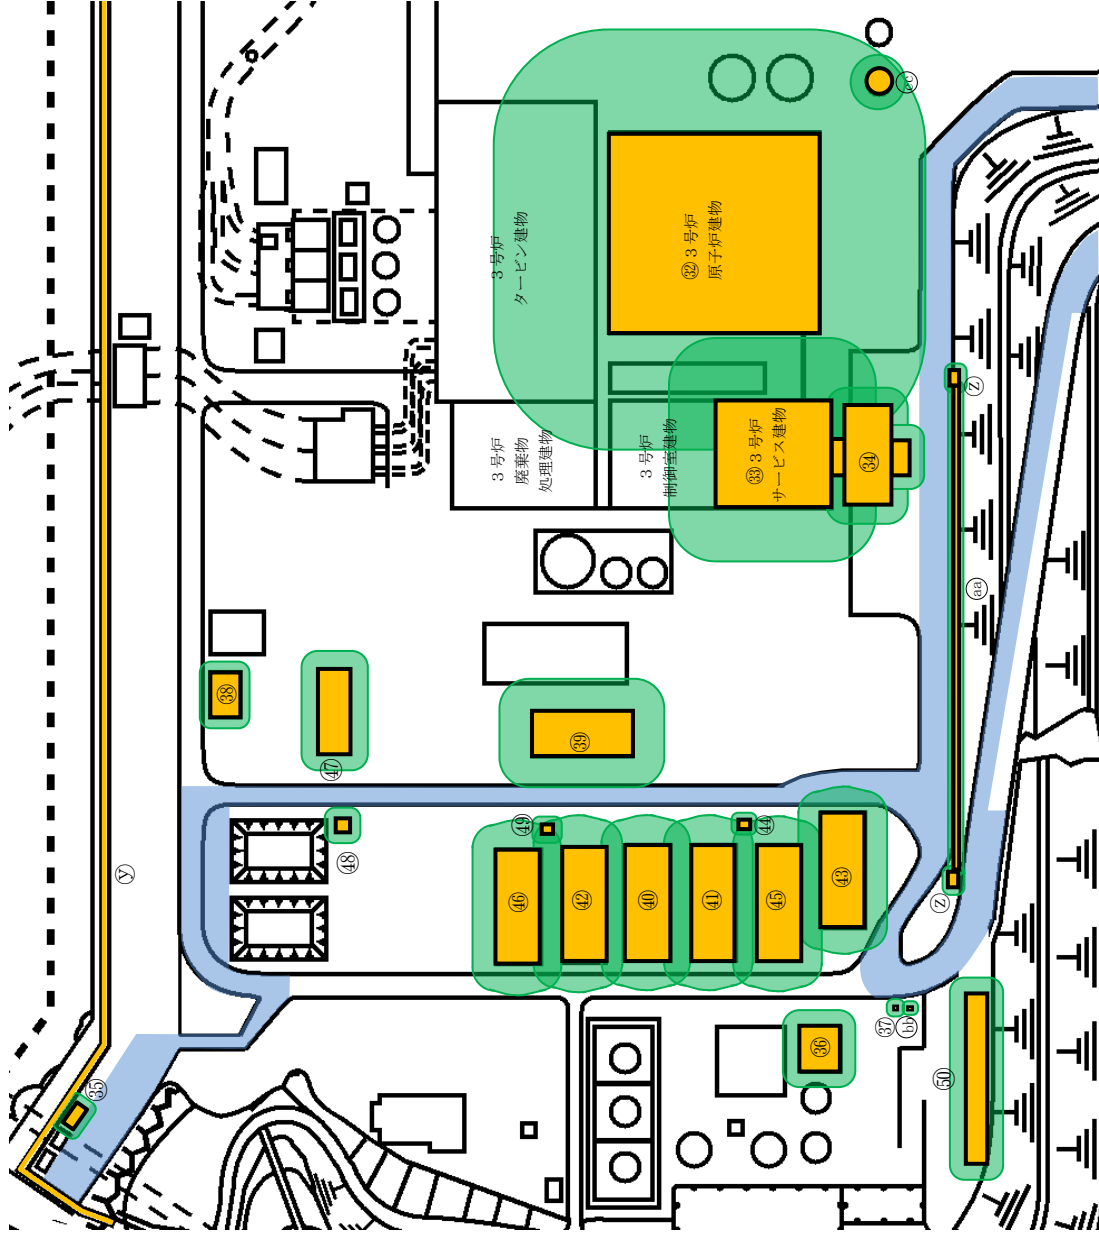 cc
3号炉
タービン建物
㉜3号炉
原子炉建物
z
3号炉
廃棄物
処理建物
3号炉
制御室建物
㉝3号炉
サービス建物
㉞
aa
㊳
㊼
㊴
y
㊽
㊾
㊹
㊻
㊷
㊵
㊶
㊺
㊸
z
㊲
bb
㊱
㉟
㊿